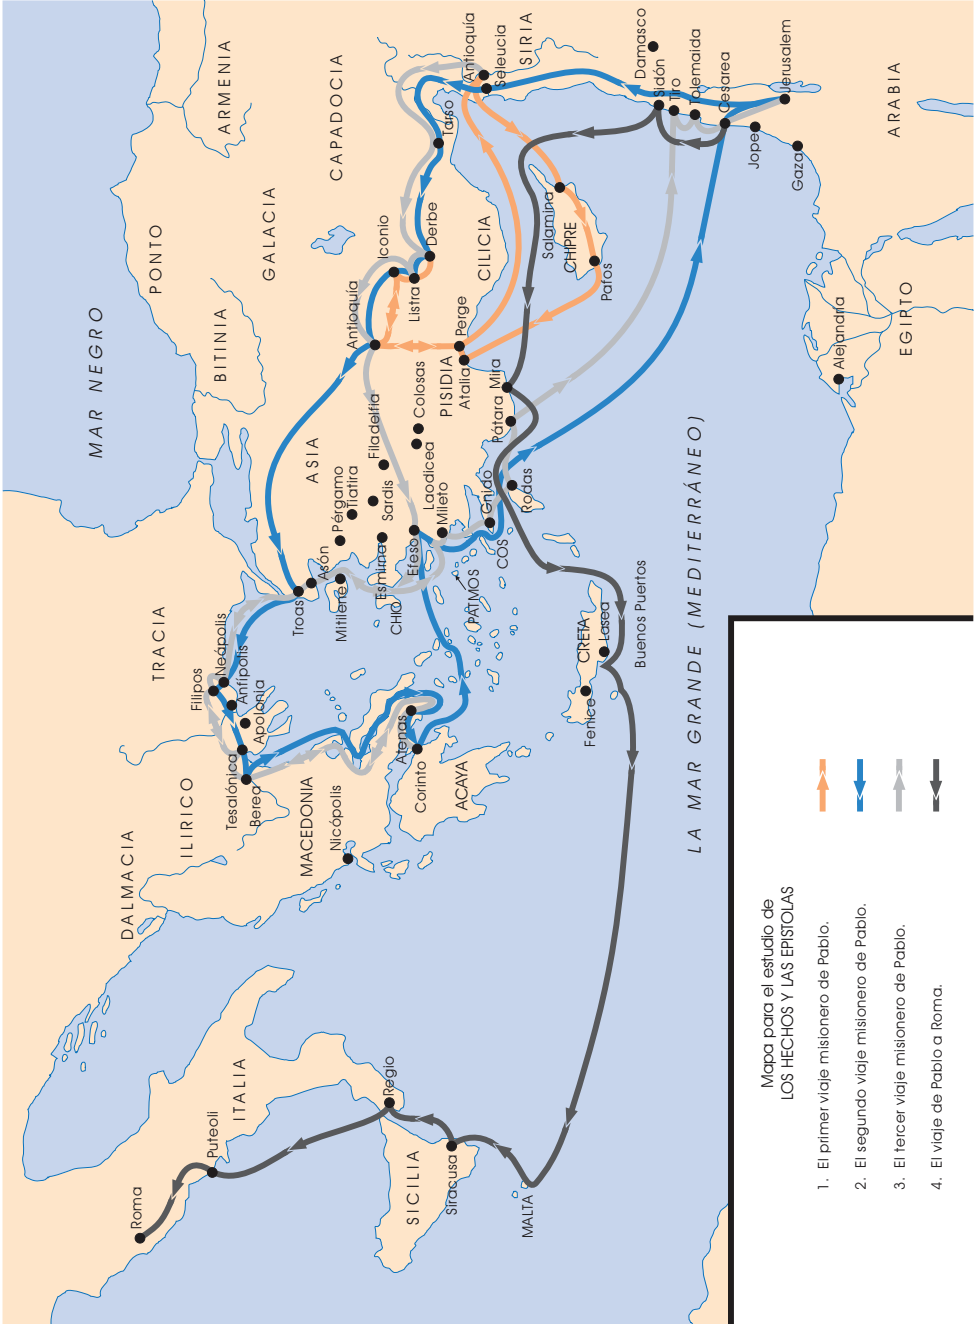 MAR NEGRO
DALMACIA
ILIRICO
TRACIA
MACEDONIA
ACAYA
ITALIA
SICILIA
MALTA
Roma
Puteoli
Regio
Siracusa
Nicópolis
Berea
Tesalónica
Apolonia
Anfípolis
Filipos
Neápolis
Corinto
Atenas
Troas
Asón
Mitilene
Pérgamo
Tiatira
Esmirna
Sardis
Filadelfia
CHIO
Efeso
Mileto
Laodicea
Colosas
PATMOS
COS
Gnido
Rodas
Pátara
Mira
CRETA
Fenice
Lasea
Buenos Puertos
ASIA
BITINIA
PONTO
GALACIA
CAPADOCIA
ARMENIA
PISIDIA
CILICIA
SIRIA
Antioquía
Iconio
Listra
Derbe
Perge
Atalia
Tarso
Antioquía
Seleucia
CHIPRE
Salamina
Pafos
Damasco
Sidón
Tiro
Tolemaida
Cesarea
Jerusalem
Jope
Gaza
ARABIA
EGIPTO
Alejandría
LA MAR GRANDE (MEDITERRÁNEO)
Mapa para el estudio de
LOS HECHOS Y LAS EPISTOLAS
1. El primer viaje misionero de Pablo.
2. El segundo viaje misionero de Pablo.
3. El tercer viaje misionero de Pablo.
4. El viaje de Pablo a Roma.